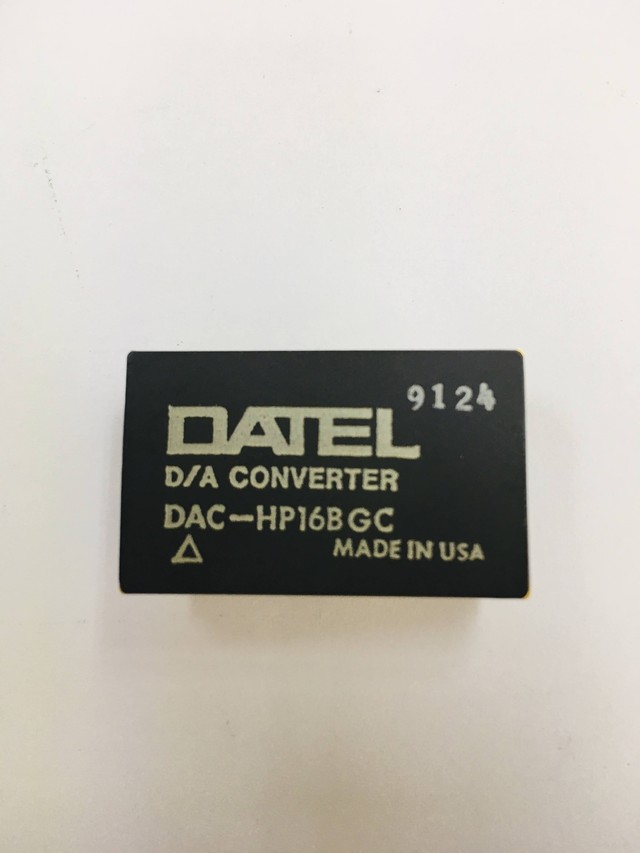 9124
DATEL
D/A CONVERTER
DAC-HP16BGC
MADE IN USA